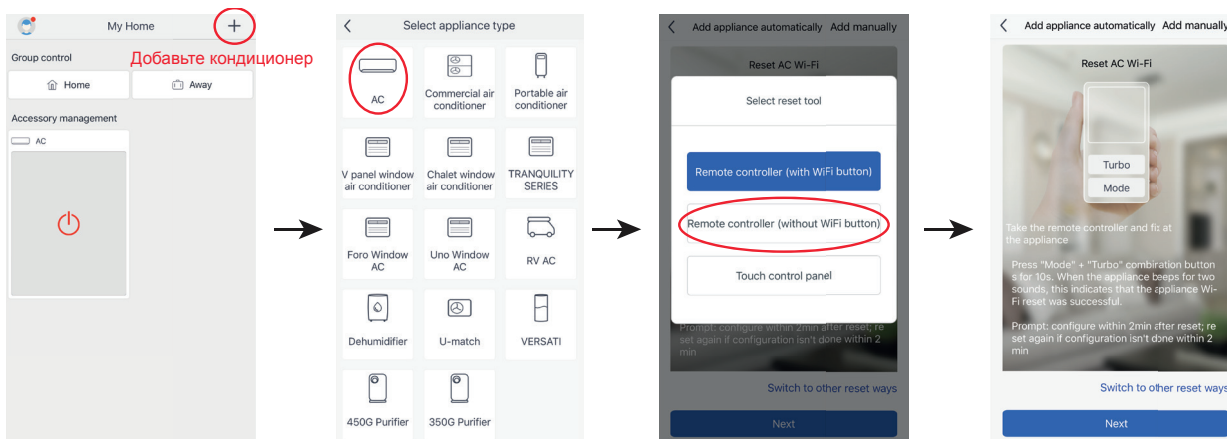 My Home
+
Group control
Добавьте кондиционер
Home
Away
Accessory management
AC
Select appliance type
AC
Commercial air
conditioner
Portable air
conditioner
V panel window
air conditioner
Chalet window
air conditioner
TRANQUILITY
SERIES
Foro Window
AC
Uno Window
AC
RV AC
Dehumidifier
U-match
VERSATI
450G Purifier
350G Purifier
Add appliance automatically Add manually
Reset AC Wi-Fi
Select reset tool
Remote controller (with WiFi button)
Remote controller (without WiFi button)
Touch control panel
Prompt: configure within 2min after reset; re
set again if configuration isn't done within 2
min
Switch to other reset ways
Next
Add appliance automatically Add manually
Reset AC Wi-Fi
Turbo
Mode
Take the remote controller and fit at
the appliance
Press "Mode" + "Turbo" combination button
s for 10s. When the appliance beeps for two
sounds, this indicates that the appliance Wi-
Fi reset was successful.
Prompt: configure within 2min after reset; re
set again if configuration isn't done within 2
min
Switch to other reset ways
Next